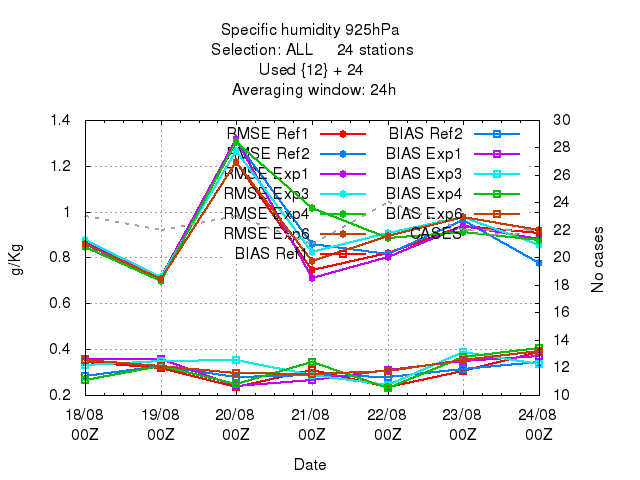 Specific humidity 925hPa
Selection: ALL 24 stations
Used {12} + 24
Averaging window: 24h
1.4
1.2
1
0.8
0.6
0.4
0.2
g/Kg
30
28
26
24
22
20
18
16
14
12
10
No cases
RMSE Ref1
RMSE Ref2
RMSE Exp1
RMSE Exp3
RMSE Exp4
RMSE Exp6
BIAS Ref1
BIAS Ref2
BIAS Exp1
BIAS Exp3
BIAS Exp4
BIAS Exp6
CASES
18/08 19/08 20/08 21/08 22/08 23/08 24/08
00Z 00Z 00Z 00Z 00Z 00Z 00Z
Date